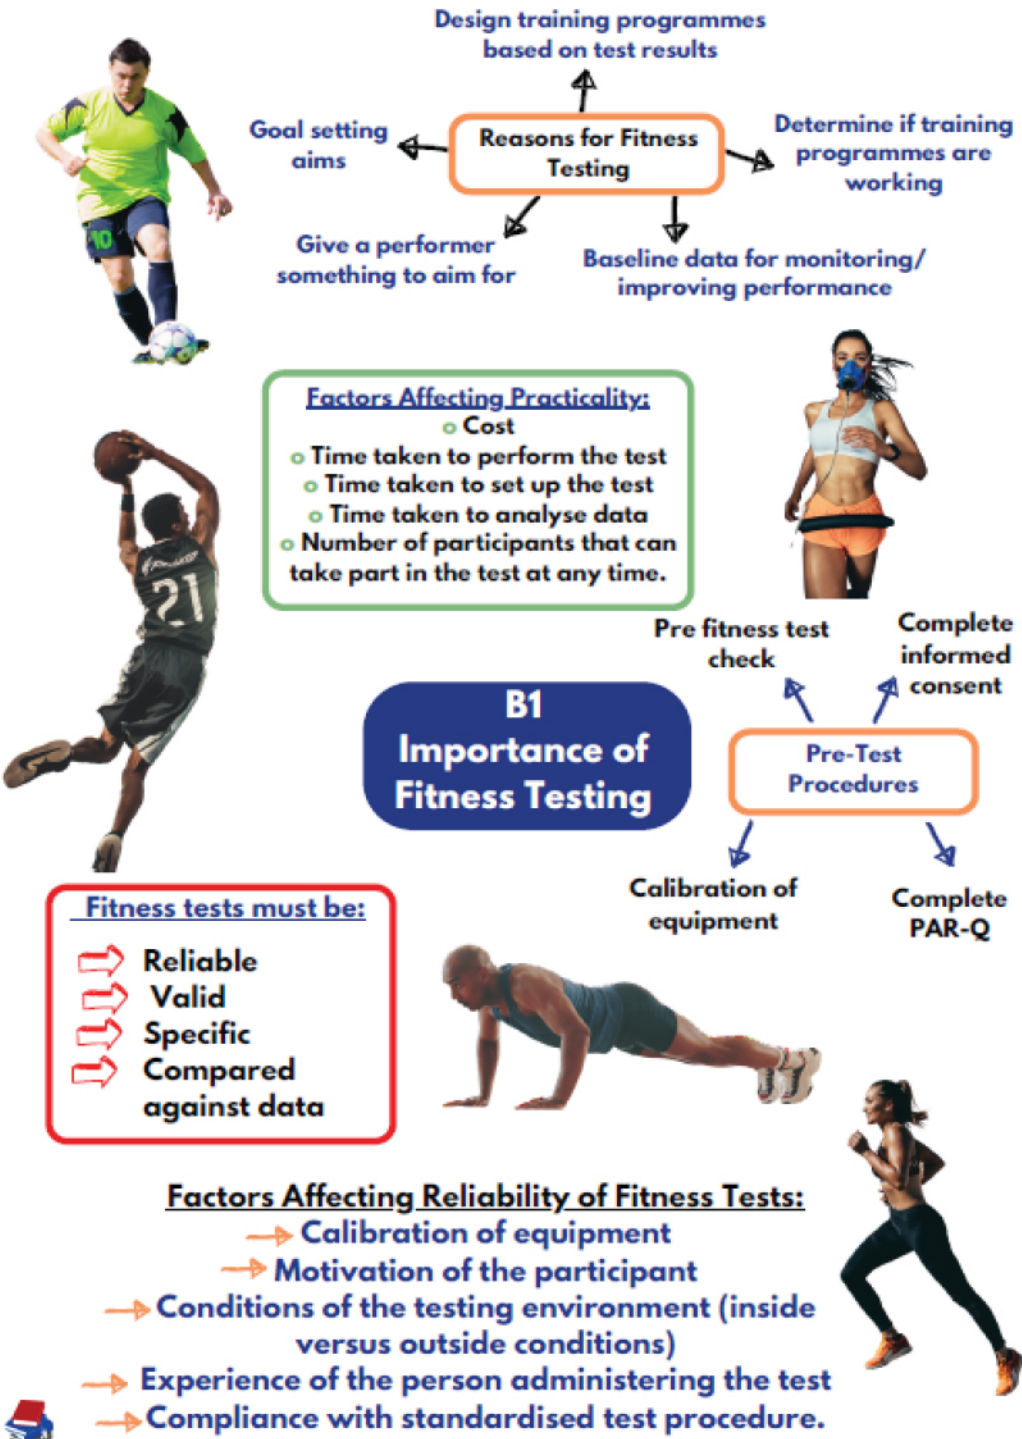 Design training programmes
based on test results
Goal setting
aims
Reasons for Fitness
Testing
Determine if training
programmes are
working
Give a performer
something to aim for
Baseline data for monitoring/
improving performance
10
Factors Affecting Practicality:
o Cost
o Time taken to perform the test
o Time taken to set up the test
o Time taken to analyse data
o Number of participants that can
take part in the test at any time.
21
Pre fitness test
check
Complete
informed
consent
B1
Importance of
Fitness Testing
Pre-Test
Procedures
Calibration of
equipment
Complete
PAR-Q
Fitness tests must be:
Reliable
Valid
Specific
Compared
against data
Factors Affecting Reliability of Fitness Tests:
Calibration of equipment
Motivation of the participant
Conditions of the testing environment (inside
versus outside conditions)
Experience of the person administering the test
Compliance with standardised test procedure.